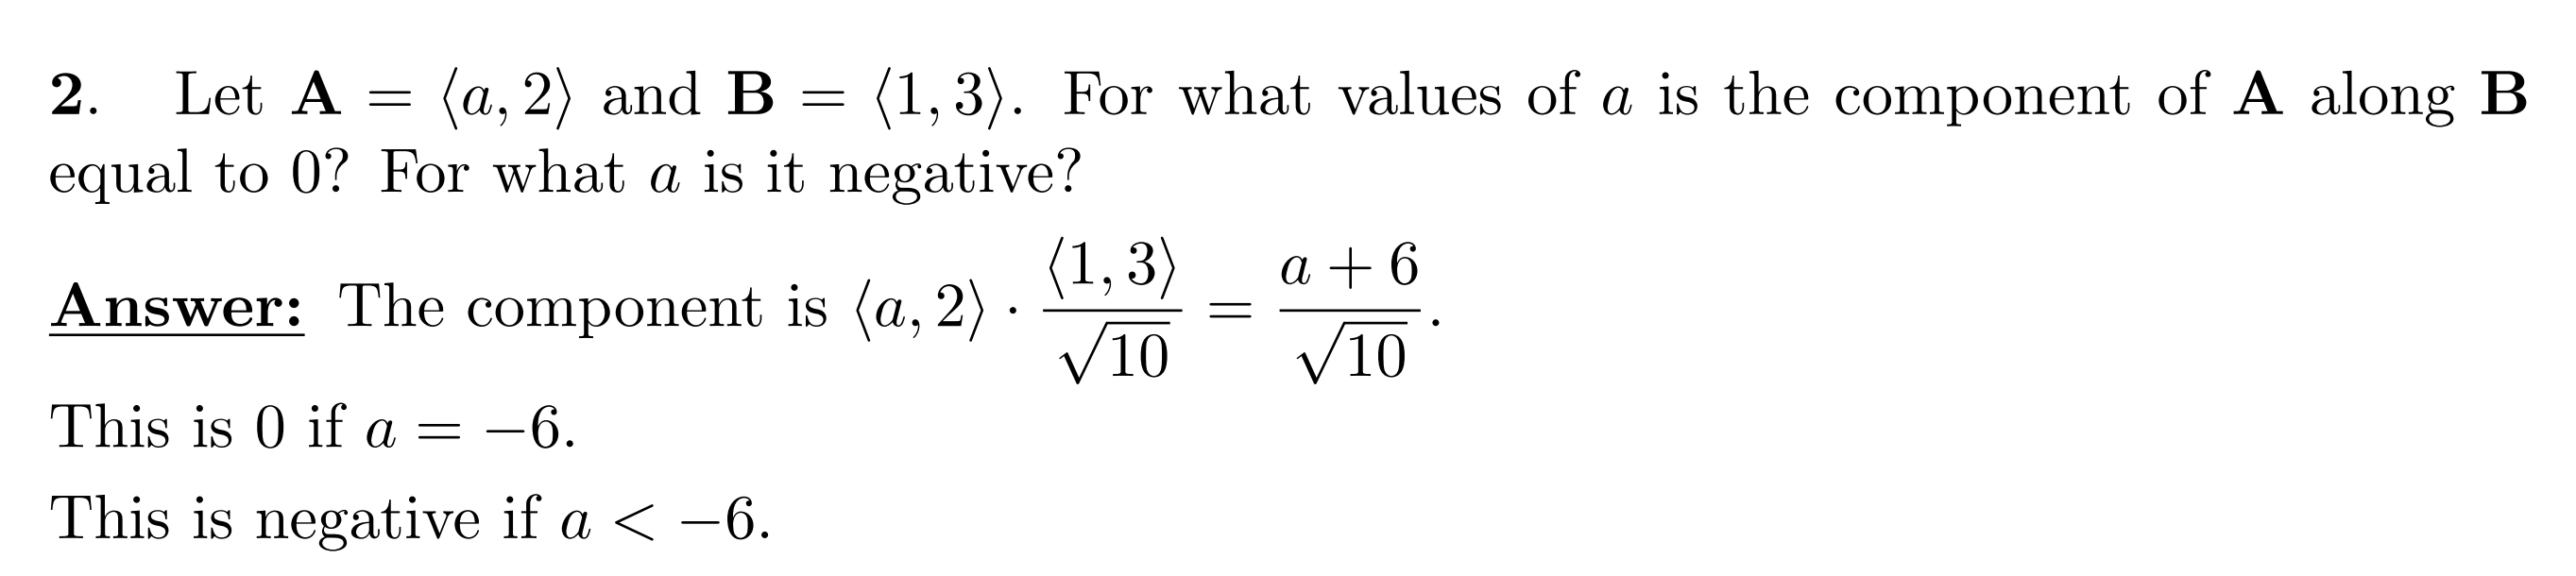 2. Let A = ⟨a, 2⟩ and B = ⟨1, 3⟩. For what values of a is the component of A along B
equal to 0? For what a is it negative?
Answer: The component is ⟨a, 2⟩ · ⟨1, 3⟩/√10 = (a + 6)/√10.
This is 0 if a = −6.
This is negative if a < −6.